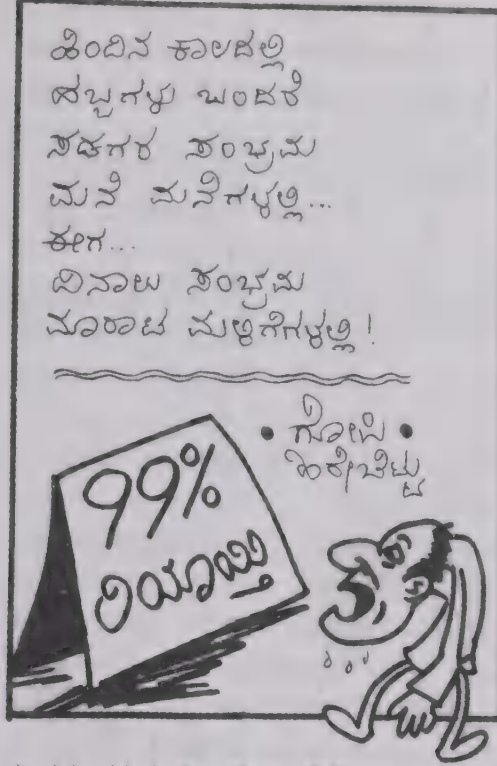 ಹಿಂದಿನ ಕಾಲದಲ್ಲಿ
ಹಬ್ಬಗಳು ಬಂದರೆ
ಸಡಗರ ಸಂಭ್ರಮ
ಮನೆ ಮನೆಗಳಲ್ಲಿ...
ಈಗ...
ದಿನಾಲು ಸಂಭ್ರಮ
ಮಾರಾಟ ಮಳಿಗೆಗಳಲ್ಲಿ!
• ಗೋಪಿ •
ಹಿರೇಬೆಟ್ಟು
99%
ರಿಯಾಯ್ತಿ